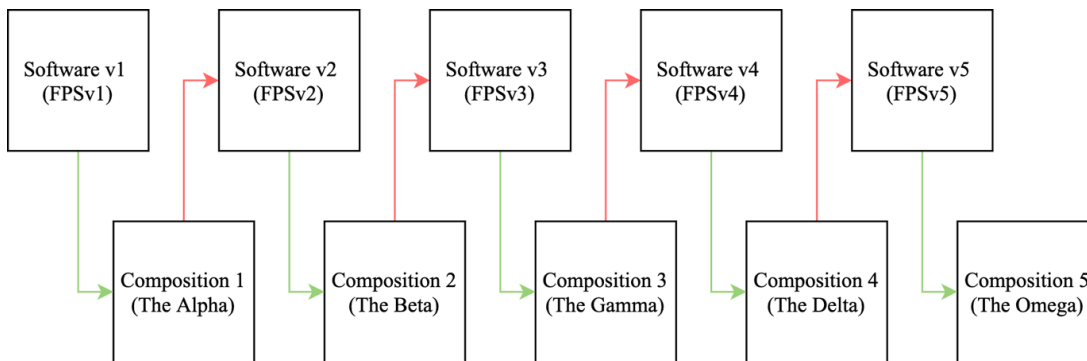 Software v1
(FPSv1)
Software v2
(FPSv2)
Software v3
(FPSv3)
Software v4
(FPSv4)
Software v5
(FPSv5)
Composition 1
(The Alpha)
Composition 2
(The Beta)
Composition 3
(The Gamma)
Composition 4
(The Delta)
Composition 5
(The Omega)